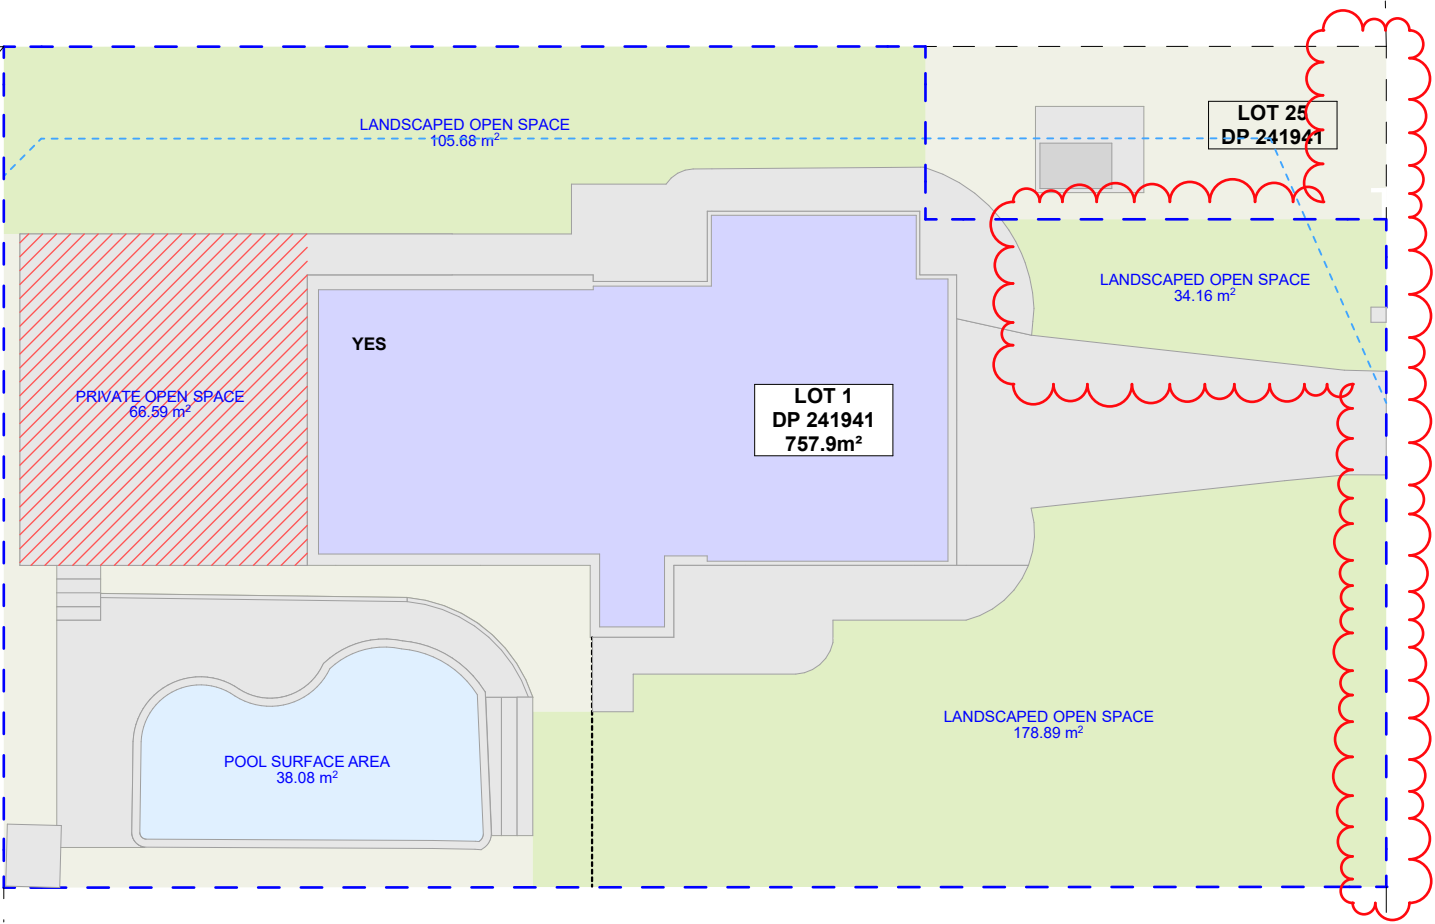 LANDSCAPED OPEN SPACE
105.68 m²
LOT 25
DP 241941
LANDSCAPED OPEN SPACE
34.16 m²
YES
PRIVATE OPEN SPACE
66.59 m²
LOT 1
DP 241941
757.9m²
LANDSCAPED OPEN SPACE
178.89 m²
POOL SURFACE AREA
38.08 m²